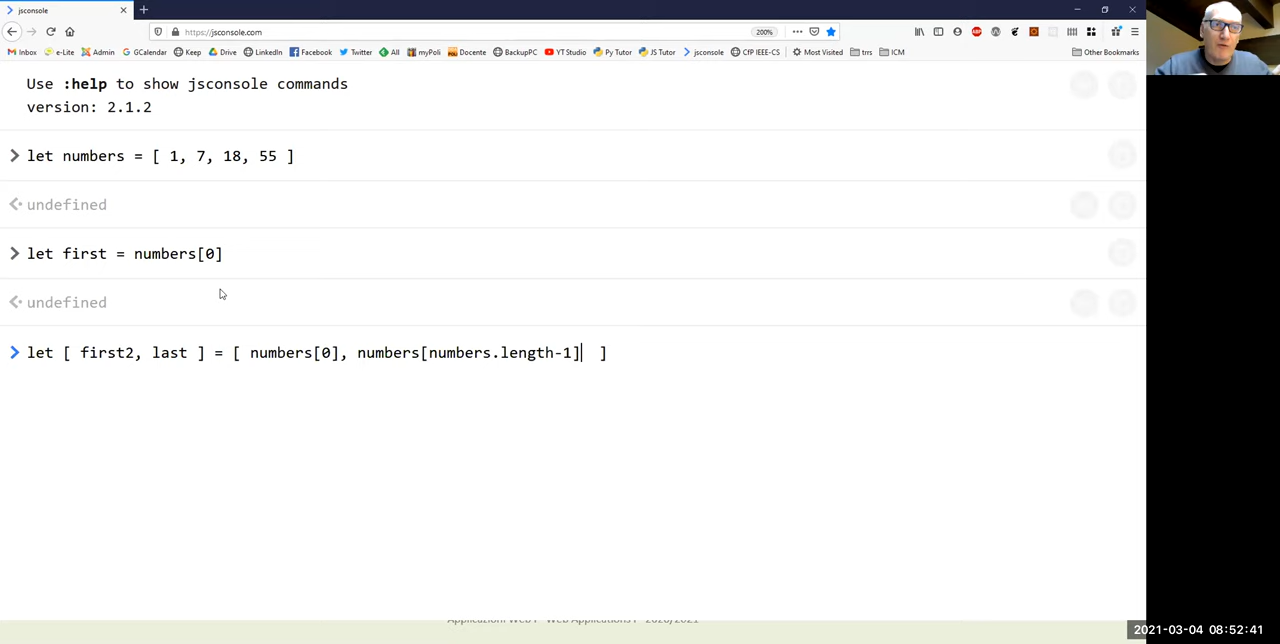 jsconsole
https://jsconsole.com
200%
Inbox e-Lite Admin GCalendar Keep Drive LinkedIn Facebook Twitter All myPoli Docente BackupPC YT Studio Py Tutor JS Tutor jsconsole CfP IEEE-CS Most Visited trrs ICM Other Bookmarks
Use :help to show jsconsole commands
version: 2.1.2
let numbers = [ 1, 7, 18, 55 ]
undefined
let first = numbers[0]
undefined
let [ first2, last ] = [ numbers[0], numbers[numbers.length-1] ]
2021-03-04 08:52:41